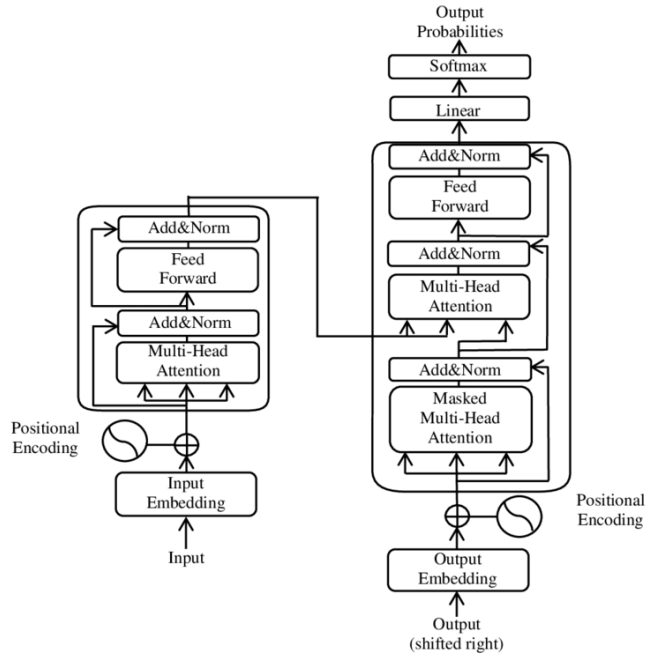 Output
Probabilities
Softmax
Linear
Add&Norm
Feed
Forward
Add&Norm
Multi-Head
Attention
Add&Norm
Masked
Multi-Head
Attention
Positional
Encoding
Output
Embedding
Output
(shifted right)
Add&Norm
Feed
Forward
Add&Norm
Multi-Head
Attention
Positional
Encoding
Input
Embedding
Input